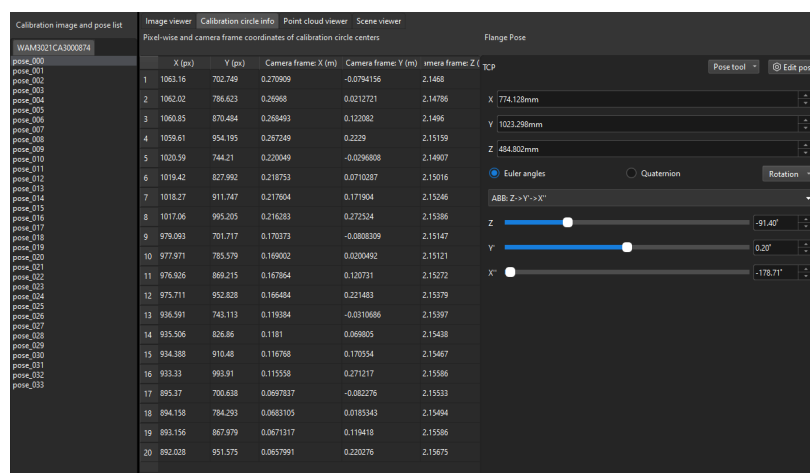 Calibration image and pose list
WAM3021CA3000874
pose_000
pose_001
pose_002
pose_003
pose_004
pose_005
pose_006
pose_007
pose_008
pose_009
pose_010
pose_011
pose_012
pose_013
pose_014
pose_015
pose_016
pose_017
pose_018
pose_019
pose_020
pose_021
pose_022
pose_023
pose_024
pose_025
pose_026
pose_027
pose_028
pose_029
pose_030
pose_031
pose_032
pose_033
Image viewer Calibration circle info Point cloud viewer Scene viewer
Pixel-wise and camera frame coordinates of calibration circle centers
X (px) Y (px) Camera frame: X (m) Camera frame: Y (m) amera frame: Z (
1 1063.16 702.749 0.270909 -0.0794156 2.1468
2 1062.02 786.623 0.26968 0.0212721 2.14786
3 1060.85 870.484 0.268493 0.122082 2.1496
4 1059.61 954.195 0.267249 0.2229 2.15159
5 1020.59 744.21 0.220049 -0.0296808 2.14907
6 1019.42 827.992 0.218753 0.0710287 2.15016
7 1018.27 911.747 0.217604 0.171904 2.15246
8 1017.06 995.205 0.216283 0.272524 2.15386
9 979.093 701.717 0.170373 -0.0808309 2.15147
10 977.971 785.579 0.169002 0.0200492 2.15121
11 976.926 869.215 0.167864 0.120731 2.15272
12 975.711 952.828 0.166484 0.221483 2.15379
13 936.591 743.113 0.119384 -0.0310686 2.15397
14 935.506 826.86 0.1181 0.069805 2.15438
15 934.388 910.48 0.116768 0.170554 2.15467
16 933.33 993.91 0.115558 0.271217 2.15586
17 895.37 700.638 0.0697837 -0.082276 2.15533
18 894.158 784.293 0.0683105 0.0185343 2.15494
19 893.156 867.979 0.0671317 0.119418 2.15586
20 892.028 951.575 0.0657991 0.220276 2.15675
Flange Pose
TCP Pose tool Edit pos
X 774.128mm
Y 1023.298mm
Z 484.802mm
Euler angles Quaternion Rotation
ABB: Z->Y'->X''
Z -91.40°
Y' 0.20°
X'' -178.71°